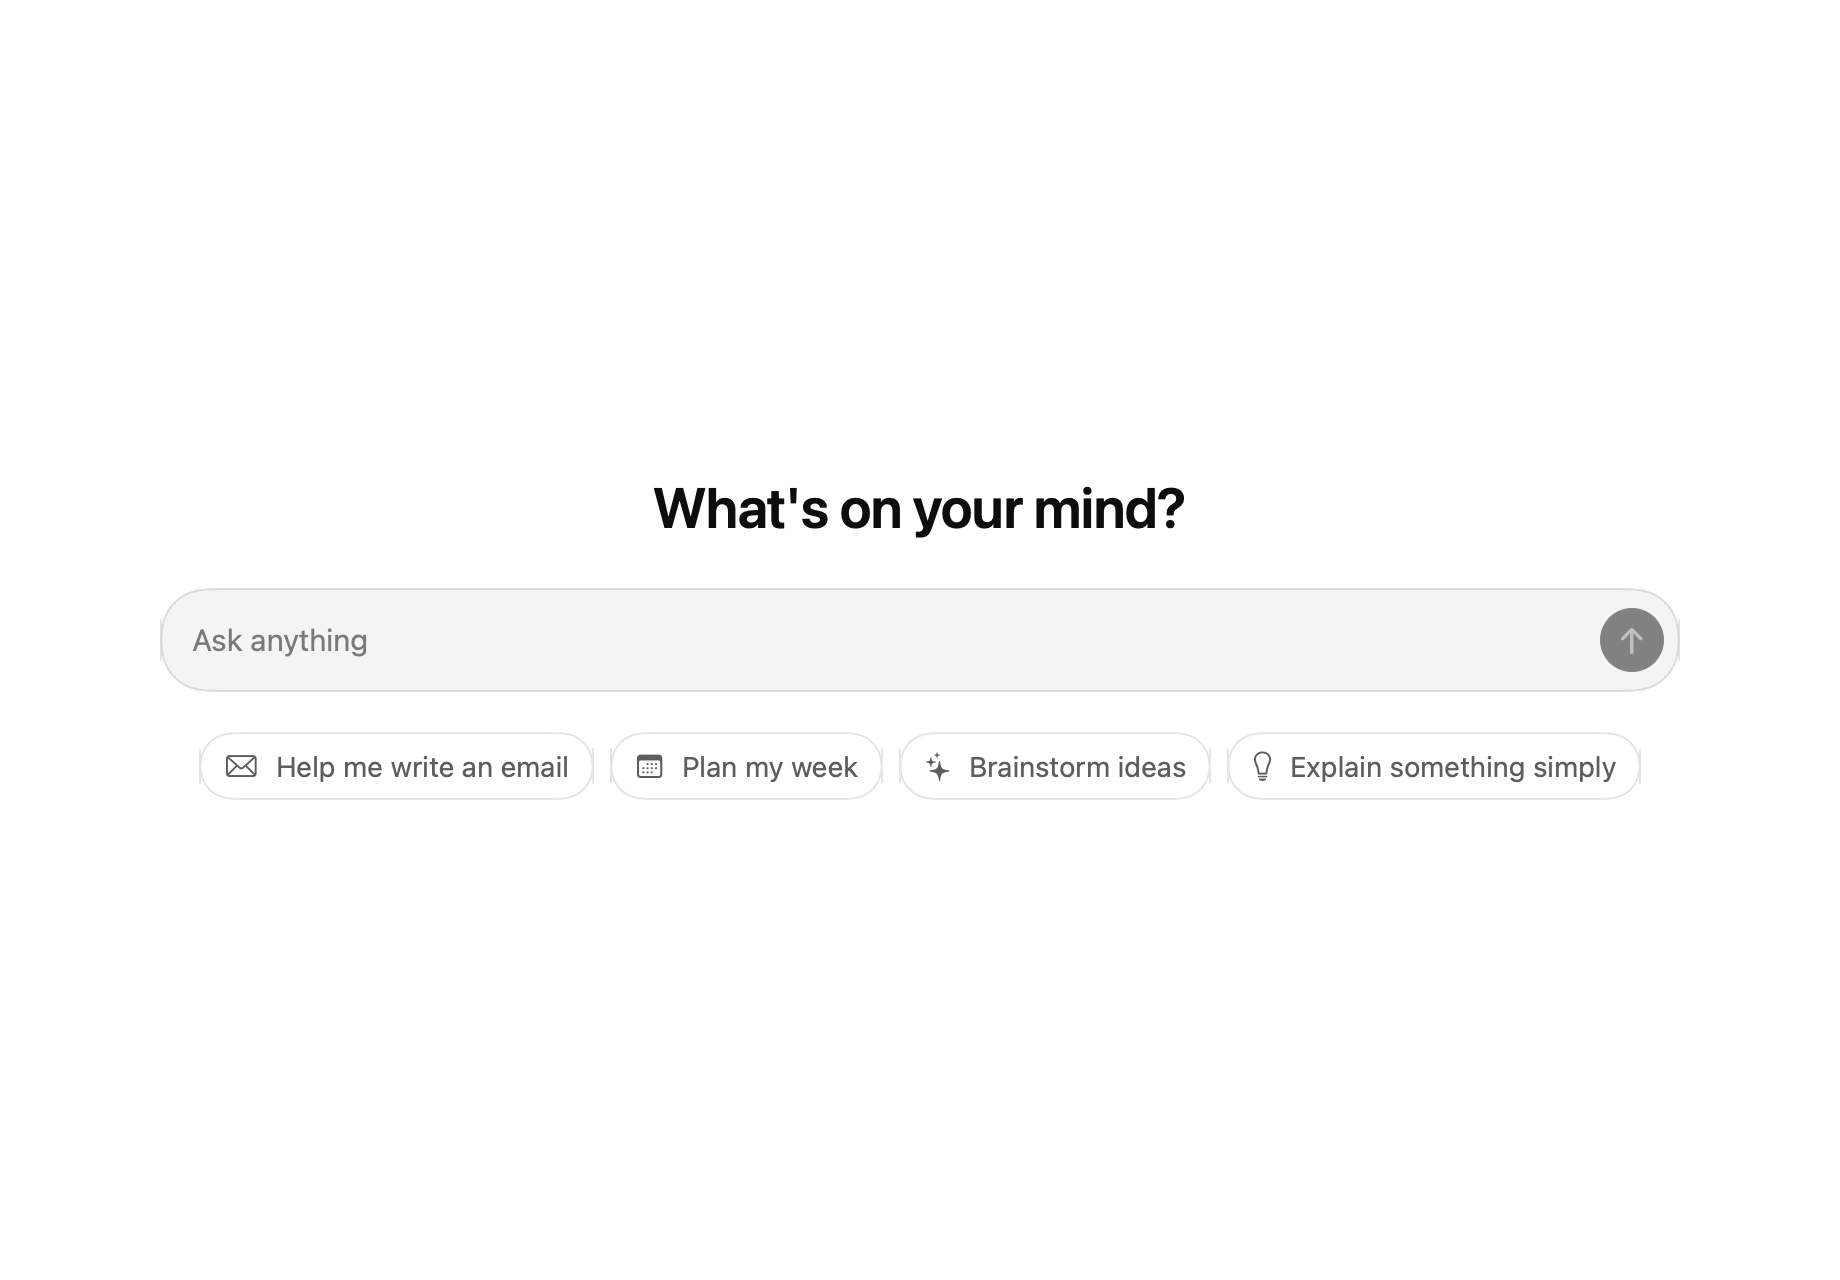 What's on your mind?
Ask anything
Help me write an email
Plan my week
Brainstorm ideas
Explain something simply